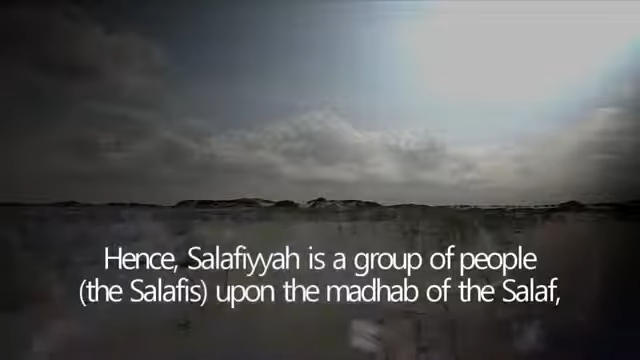 Hence, Salafiyyah is a group of people
(the Salafis) upon the madhab of the Salaf,